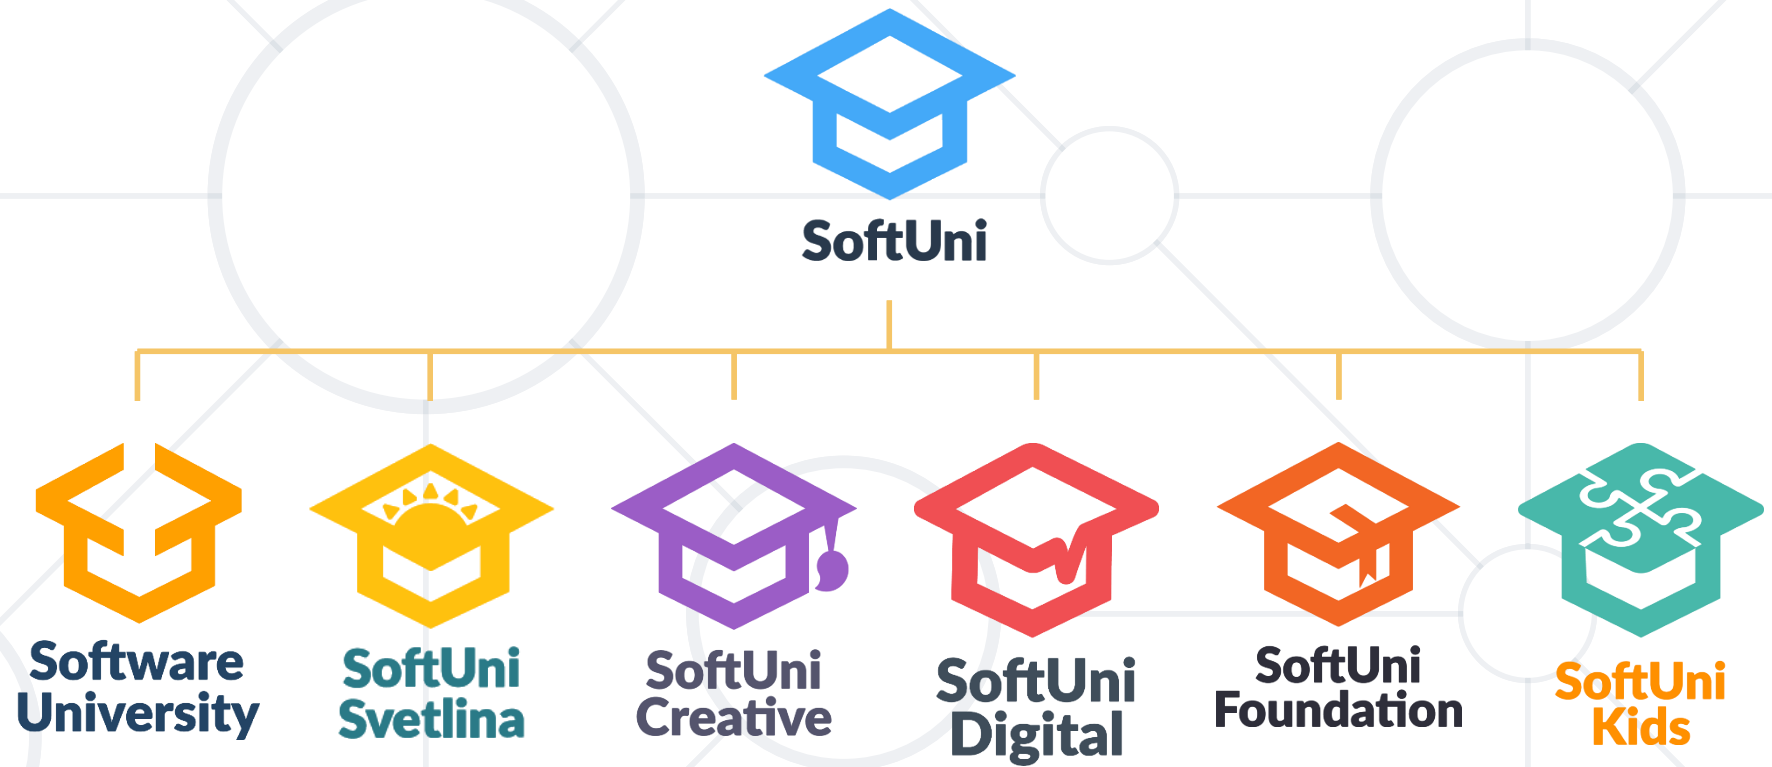 SoftUni
Software
University
SoftUni
Svetlina
SoftUni
Creative
SoftUni
Digital
SoftUni
Foundation
SoftUni
Kids